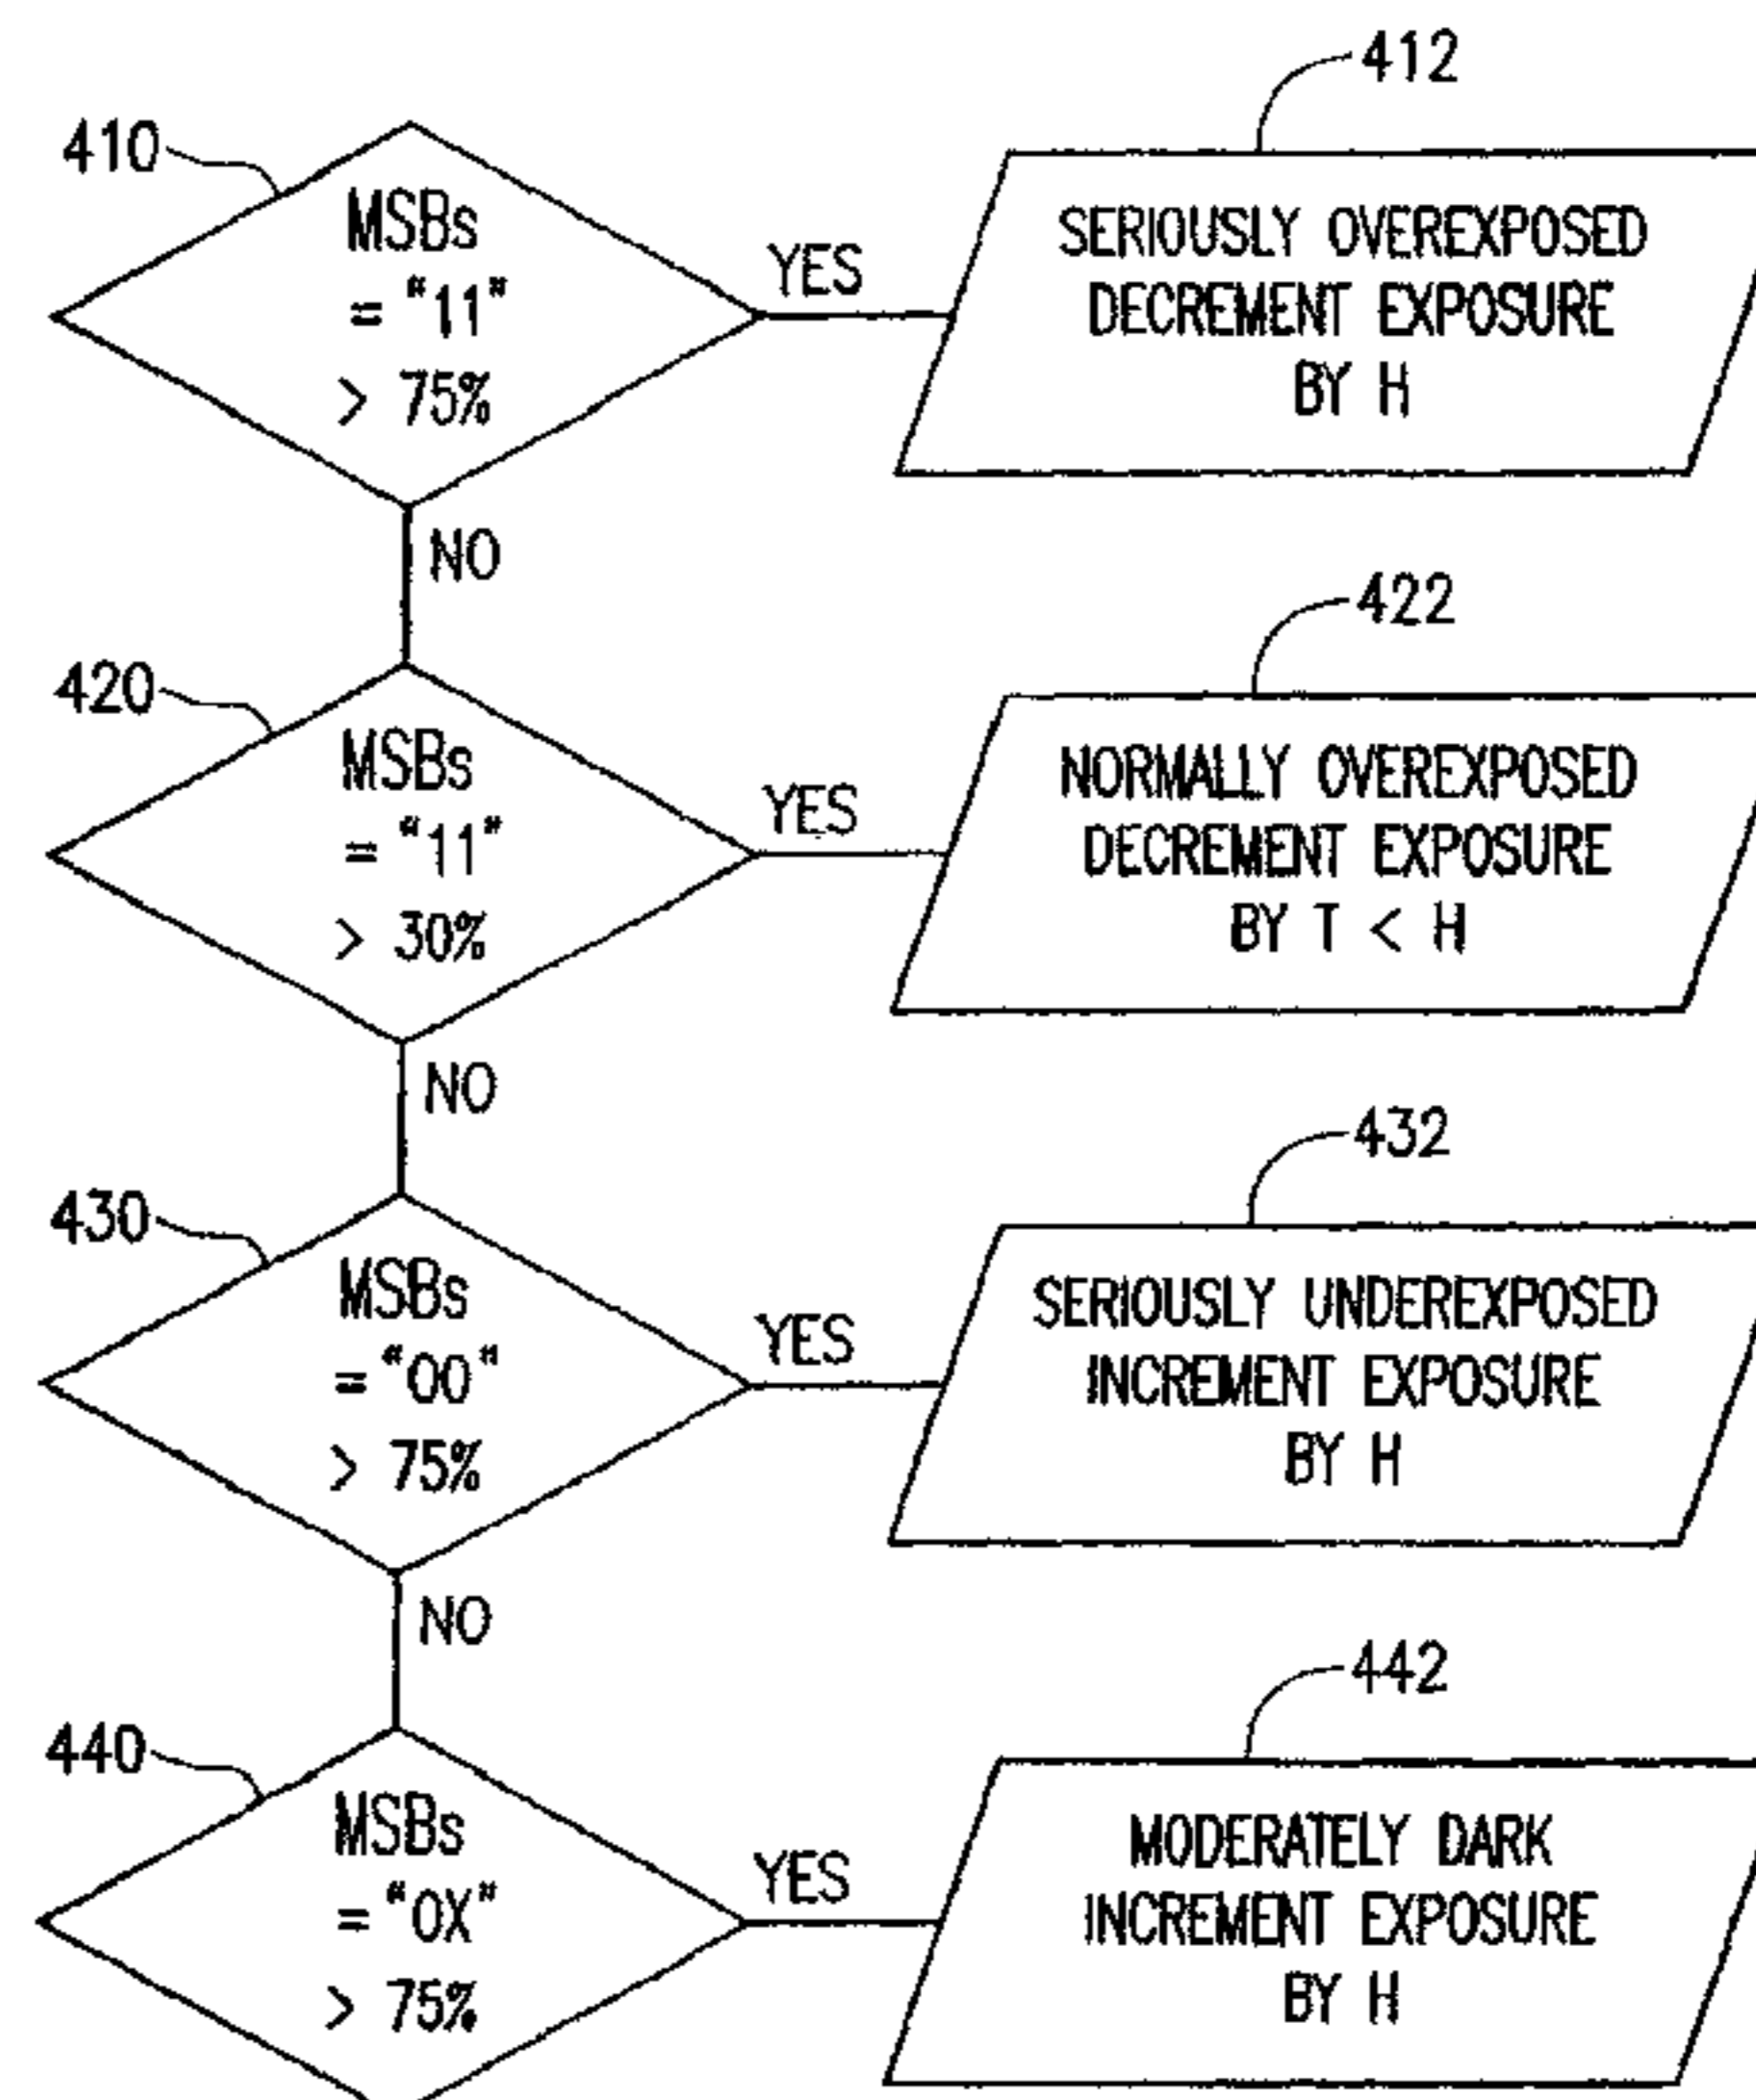 412
410
MSBs
= "11"
> 75%
YES
SERIOUSLY OVEREXPOSED
DECREMENT EXPOSURE
BY H
NO
422
420
MSBs
= "11"
> 30%
YES
NORMALLY OVEREXPOSED
DECREMENT EXPOSURE
BY T < H
NO
432
430
MSBs
= "00"
> 75%
YES
SERIOUSLY UNDEREXPOSED
INCREMENT EXPOSURE
BY H
NO
442
440
MSBs
= "0X"
> 75%
YES
MODERATELY DARK
INCREMENT EXPOSURE
BY H